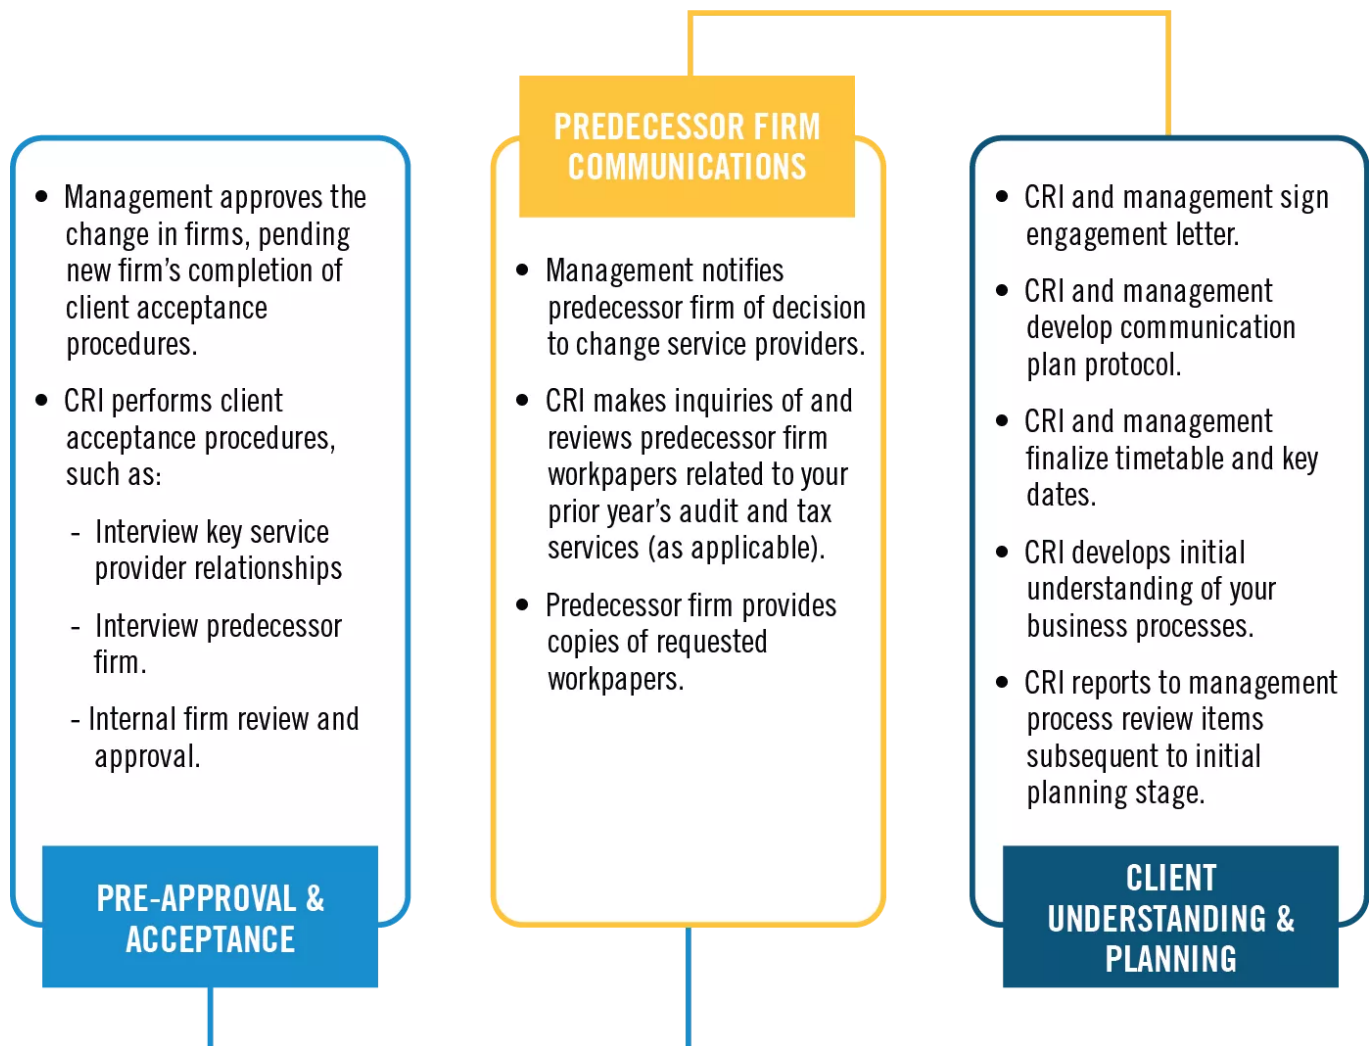 • Management approves the
change in firms, pending
new firm’s completion of
client acceptance
procedures.
• CRI performs client
acceptance procedures,
such as:
- Interview key service
provider relationships
- Interview predecessor
firm.
- Internal firm review and
approval.
PRE-APPROVAL &
ACCEPTANCE
PREDECESSOR FIRM
COMMUNICATIONS
• Management notifies
predecessor firm of decision
to change service providers.
• CRI makes inquiries of and
reviews predecessor firm
workpapers related to your
prior year’s audit and tax
services (as applicable).
• Predecessor firm provides
copies of requested
workpapers.
• CRI and management sign
engagement letter.
• CRI and management
develop communication
plan protocol.
• CRI and management
finalize timetable and key
dates.
• CRI develops initial
understanding of your
business processes.
• CRI reports to management
process review items
subsequent to initial
planning stage.
CLIENT
UNDERSTANDING &
PLANNING